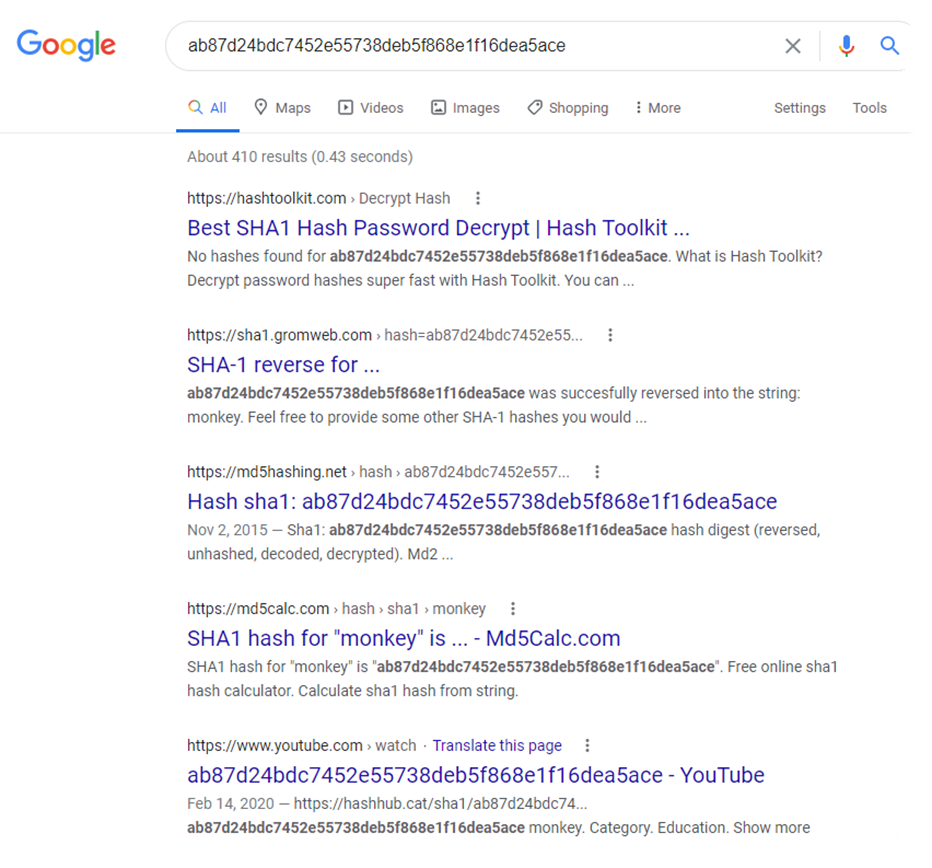 Google
ab87d24bdc7452e55738deb5f868e1f16dea5ace
All Maps Videos Images Shopping More Settings Tools
About 410 results (0.43 seconds)
https://hashtoolkit.com › Decrypt Hash
Best SHA1 Hash Password Decrypt | Hash Toolkit ...
No hashes found for ab87d24bdc7452e55738deb5f868e1f16dea5ace. What is Hash Toolkit?
Decrypt password hashes super fast with Hash Toolkit. You can ...
https://sha1.gromweb.com › hash=ab87d24bdc7452e55...
SHA-1 reverse for ...
ab87d24bdc7452e55738deb5f868e1f16dea5ace was succesfully reversed into the string:
monkey. Feel free to provide some other SHA-1 hashes you would ...
https://md5hashing.net › hash › ab87d24bdc7452e557...
Hash sha1: ab87d24bdc7452e55738deb5f868e1f16dea5ace
Nov 2, 2015 — Sha1: ab87d24bdc7452e55738deb5f868e1f16dea5ace hash digest (reversed,
unhashed, decoded, decrypted). Md2 ...
https://md5calc.com › hash › sha1 › monkey
SHA1 hash for "monkey" is ... - Md5Calc.com
SHA1 hash for "monkey" is "ab87d24bdc7452e55738deb5f868e1f16dea5ace". Free online sha1
hash calculator. Calculate sha1 hash from string.
https://www.youtube.com › watch · Translate this page
ab87d24bdc7452e55738deb5f868e1f16dea5ace - YouTube
Feb 14, 2020 — https://hashhub.cat/sha1/ab87d24bdc74...
ab87d24bdc7452e55738deb5f868e1f16dea5ace monkey. Category. Education. Show more